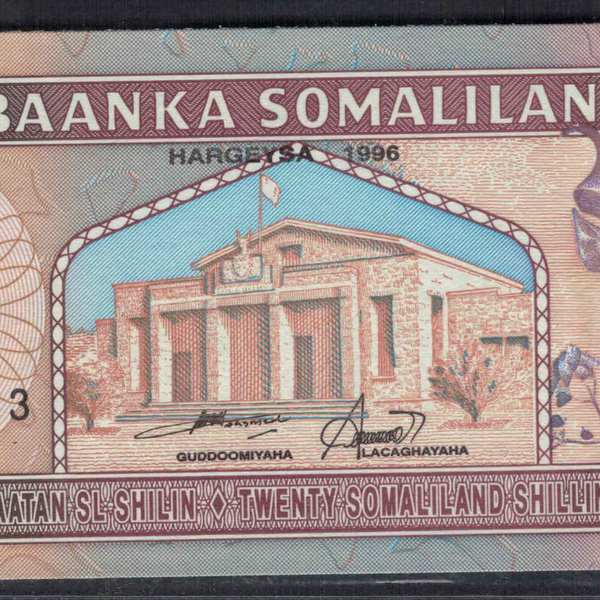 BAANKA SOMALILAN
HARGEYSA 1996
3
GUDDOOMIYAHA LACAGHAYAHA
AATAN SL SHILIN ◇ TWENTY SOMALILAND SHILLIN